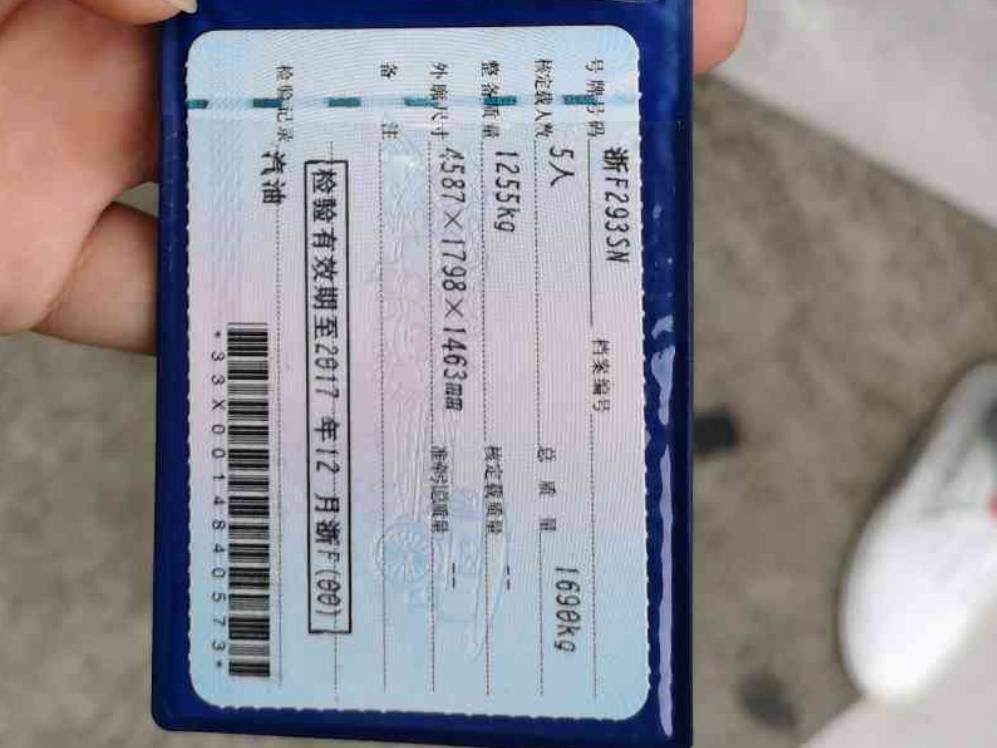 号牌号码 浙F293SN 档案编号
核定载人数 5人 总质量 1690kg
整备质量 1255kg 核定载质量 --
外廓尺寸 4587×1798×1463mm 准牵引总质量 --
备注
检验有效期至2017年12月浙F(00)
检验记录 汽油
*33X0014840573*